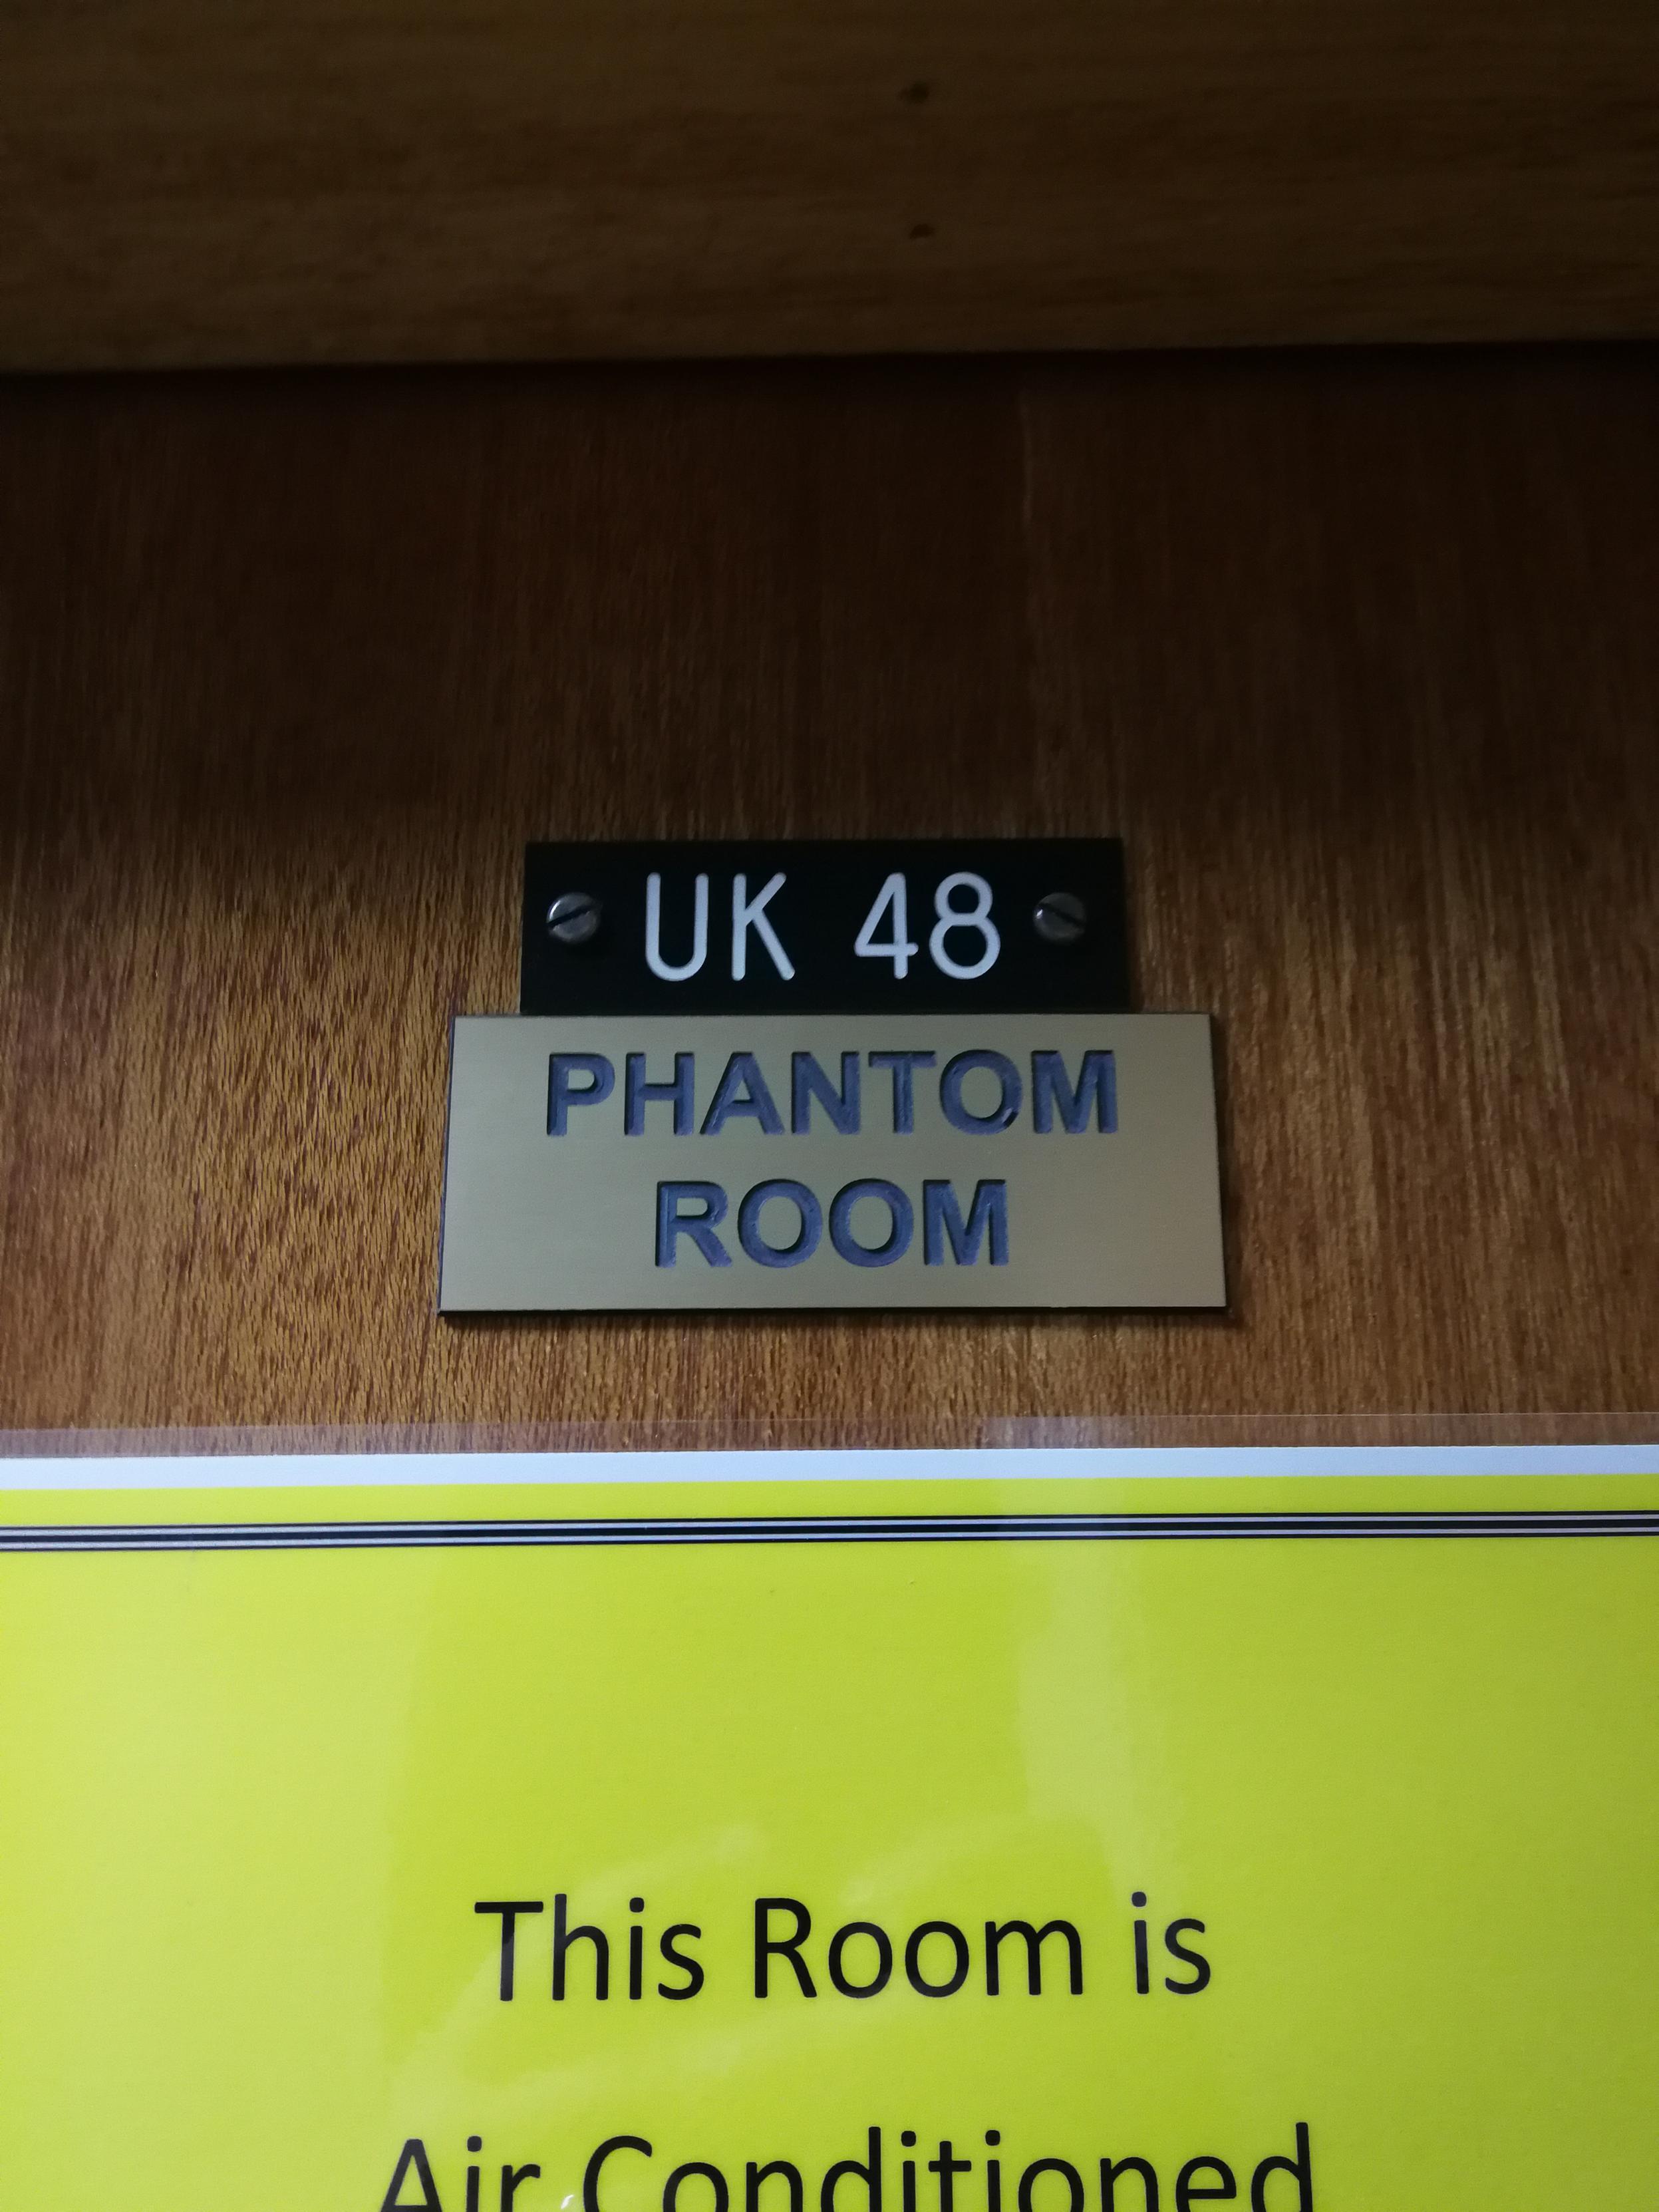 UK 48
PHANTOM
ROOM
This Room is
Air Conditioned